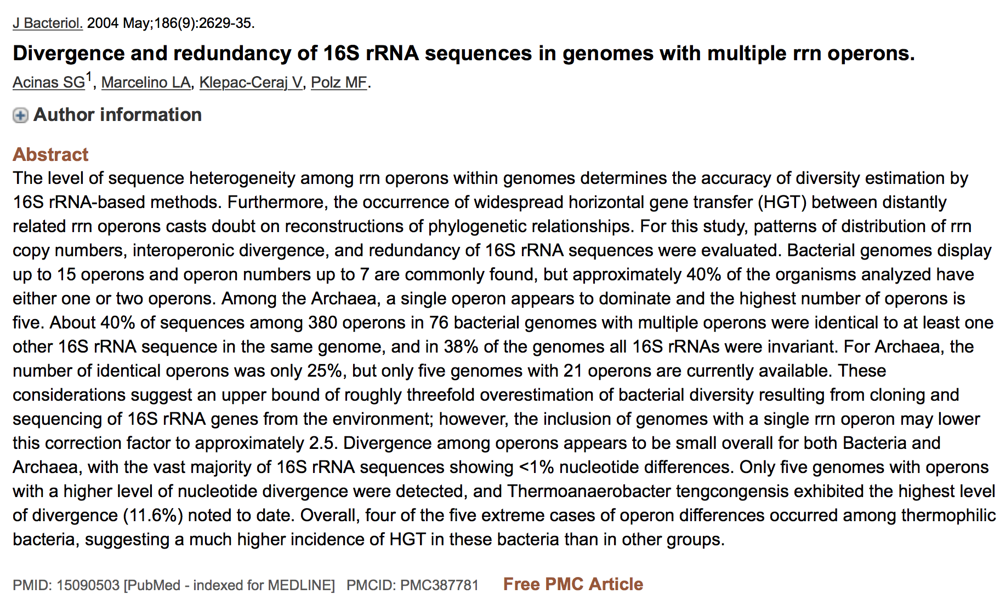 J Bacteriol. 2004 May;186(9):2629-35.
Divergence and redundancy of 16S rRNA sequences in genomes with multiple rrn operons.
Acinas SG1, Marcelino LA, Klepac-Ceraj V, Polz MF.
Author information
Abstract
The level of sequence heterogeneity among rrn operons within genomes determines the accuracy of diversity estimation by
16S rRNA-based methods. Furthermore, the occurrence of widespread horizontal gene transfer (HGT) between distantly
related rrn operons casts doubt on reconstructions of phylogenetic relationships. For this study, patterns of distribution of rrn
copy numbers, interoperonic divergence, and redundancy of 16S rRNA sequences were evaluated. Bacterial genomes display
up to 15 operons and operon numbers up to 7 are commonly found, but approximately 40% of the organisms analyzed have
either one or two operons. Among the Archaea, a single operon appears to dominate and the highest number of operons is
five. About 40% of sequences among 380 operons in 76 bacterial genomes with multiple operons were identical to at least one
other 16S rRNA sequence in the same genome, and in 38% of the genomes all 16S rRNAs were invariant. For Archaea, the
number of identical operons was only 25%, but only five genomes with 21 operons are currently available. These
considerations suggest an upper bound of roughly threefold overestimation of bacterial diversity resulting from cloning and
sequencing of 16S rRNA genes from the environment; however, the inclusion of genomes with a single rrn operon may lower
this correction factor to approximately 2.5. Divergence among operons appears to be small overall for both Bacteria and
Archaea, with the vast majority of 16S rRNA sequences showing <1% nucleotide differences. Only five genomes with operons
with a higher level of nucleotide divergence were detected, and Thermoanaerobacter tengcongensis exhibited the highest level
of divergence (11.6%) noted to date. Overall, four of the five extreme cases of operon differences occurred among thermophilic
bacteria, suggesting a much higher incidence of HGT in these bacteria than in other groups.
PMID: 15090503 [PubMed - indexed for MEDLINE] PMCID: PMC387781 Free PMC Article